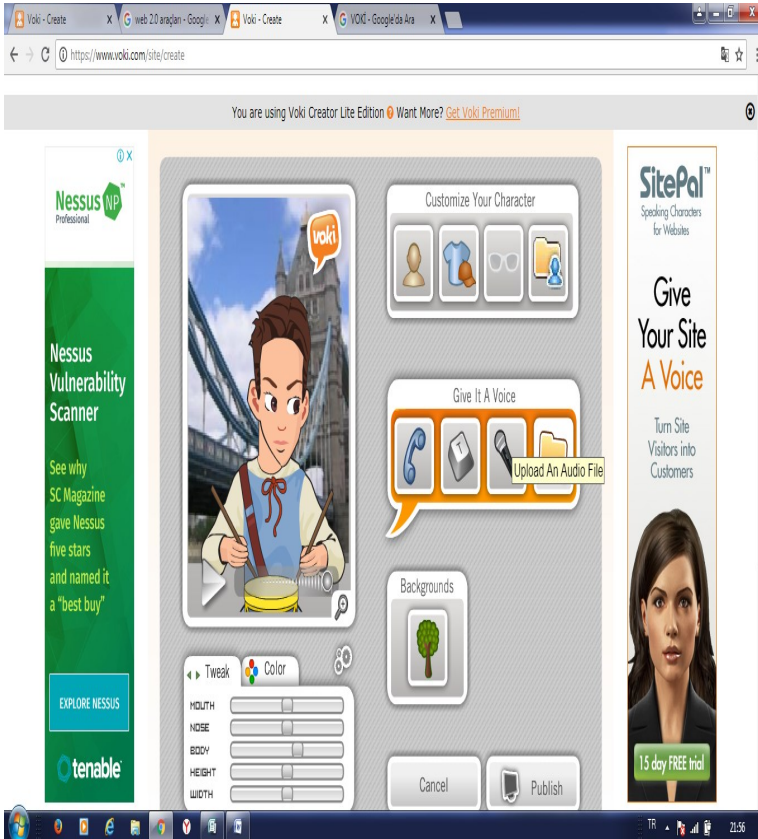 Voki - Create
web 2.0 araçları - Google
Voki - Create
VOKİ - Google'da Ara
https://www.voki.com/site/create
You are using Voki Creator Lite Edition ? Want More? Get Voki Premium!
Nessus NP
Professional
Nessus
Vulnerability
Scanner
See why
SC Magazine
gave Nessus
five stars
and named it
a "best buy"
EXPLORE NESSUS
tenable
voki
Tweak
Color
MOUTH
NOSE
BODY
HEIGHT
WIDTH
Customize Your Character
Give It A Voice
Upload An Audio File
Backgrounds
Cancel
Publish
SitePal™
Speaking Characters
for Websites
Give
Your Site
A Voice
Turn Site
Visitors into
Customers
15 day FREE trial
TR
21:56